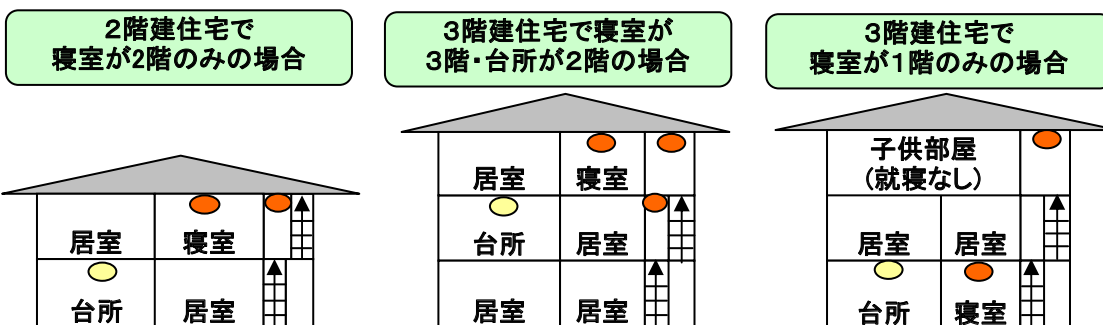 2階建住宅で
寝室が2階のみの場合
3階建住宅で寝室が
3階・台所が2階の場合
3階建住宅で
寝室が1階のみの場合
居室
寝室
台所
居室
居室
寝室
台所
居室
居室
居室
子供部屋
(就寝なし)
居室
居室
台所
寝室